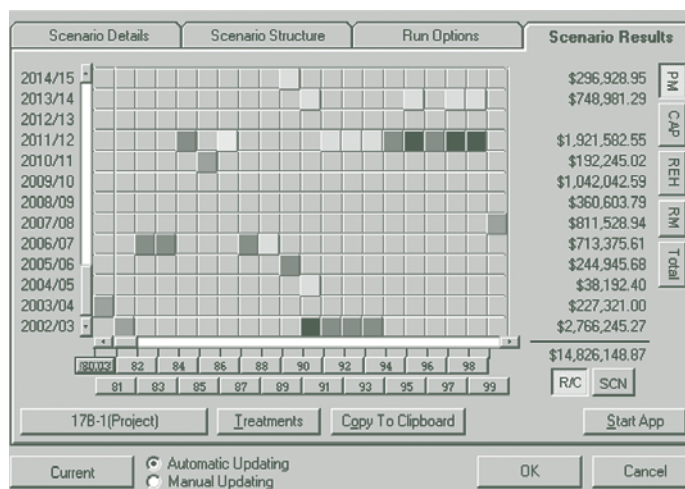 Scenario Details Scenario Structure Run Options Scenario Results
2014/15 $296,928.95
2013/14 $748,981.29
2012/13
2011/12 $1,921,582.55
2010/11 $192,245.02
2009/10 $1,042,042.59
2008/09 $360,603.79
2007/08 $811,528.94
2006/07 $713,375.61
2005/06 $244,945.68
2004/05 $38,192.40
2003/04 $227,321.00
2002/03 $2,766,245.27
$14,826,148.87
PM
CAP
REH
RM
Total
82 84 86 88 90 92 94 96 98
81 83 85 87 89 91 93 95 97 99
R/C SCN
17B-1(Project) Treatments Copy To Clipboard Start App
Current Automatic Updating OK Cancel
Manual Updating